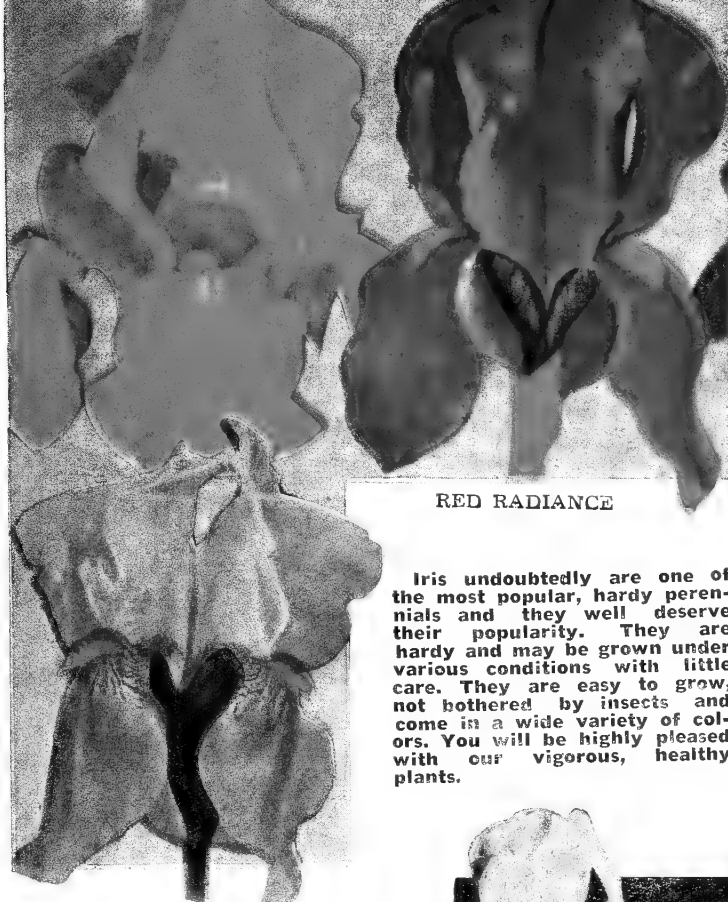 RED RADIANCE
Iris undoubtedly are one of
the most popular, hardy peren-
nials and they well deserve
their popularity. They are
hardy and may be grown under
various conditions with little
care. They are easy to grow,
not bothered by insects and
come in a wide variety of col-
ors. You will be highly pleased
with our vigorous, healthy
plants.